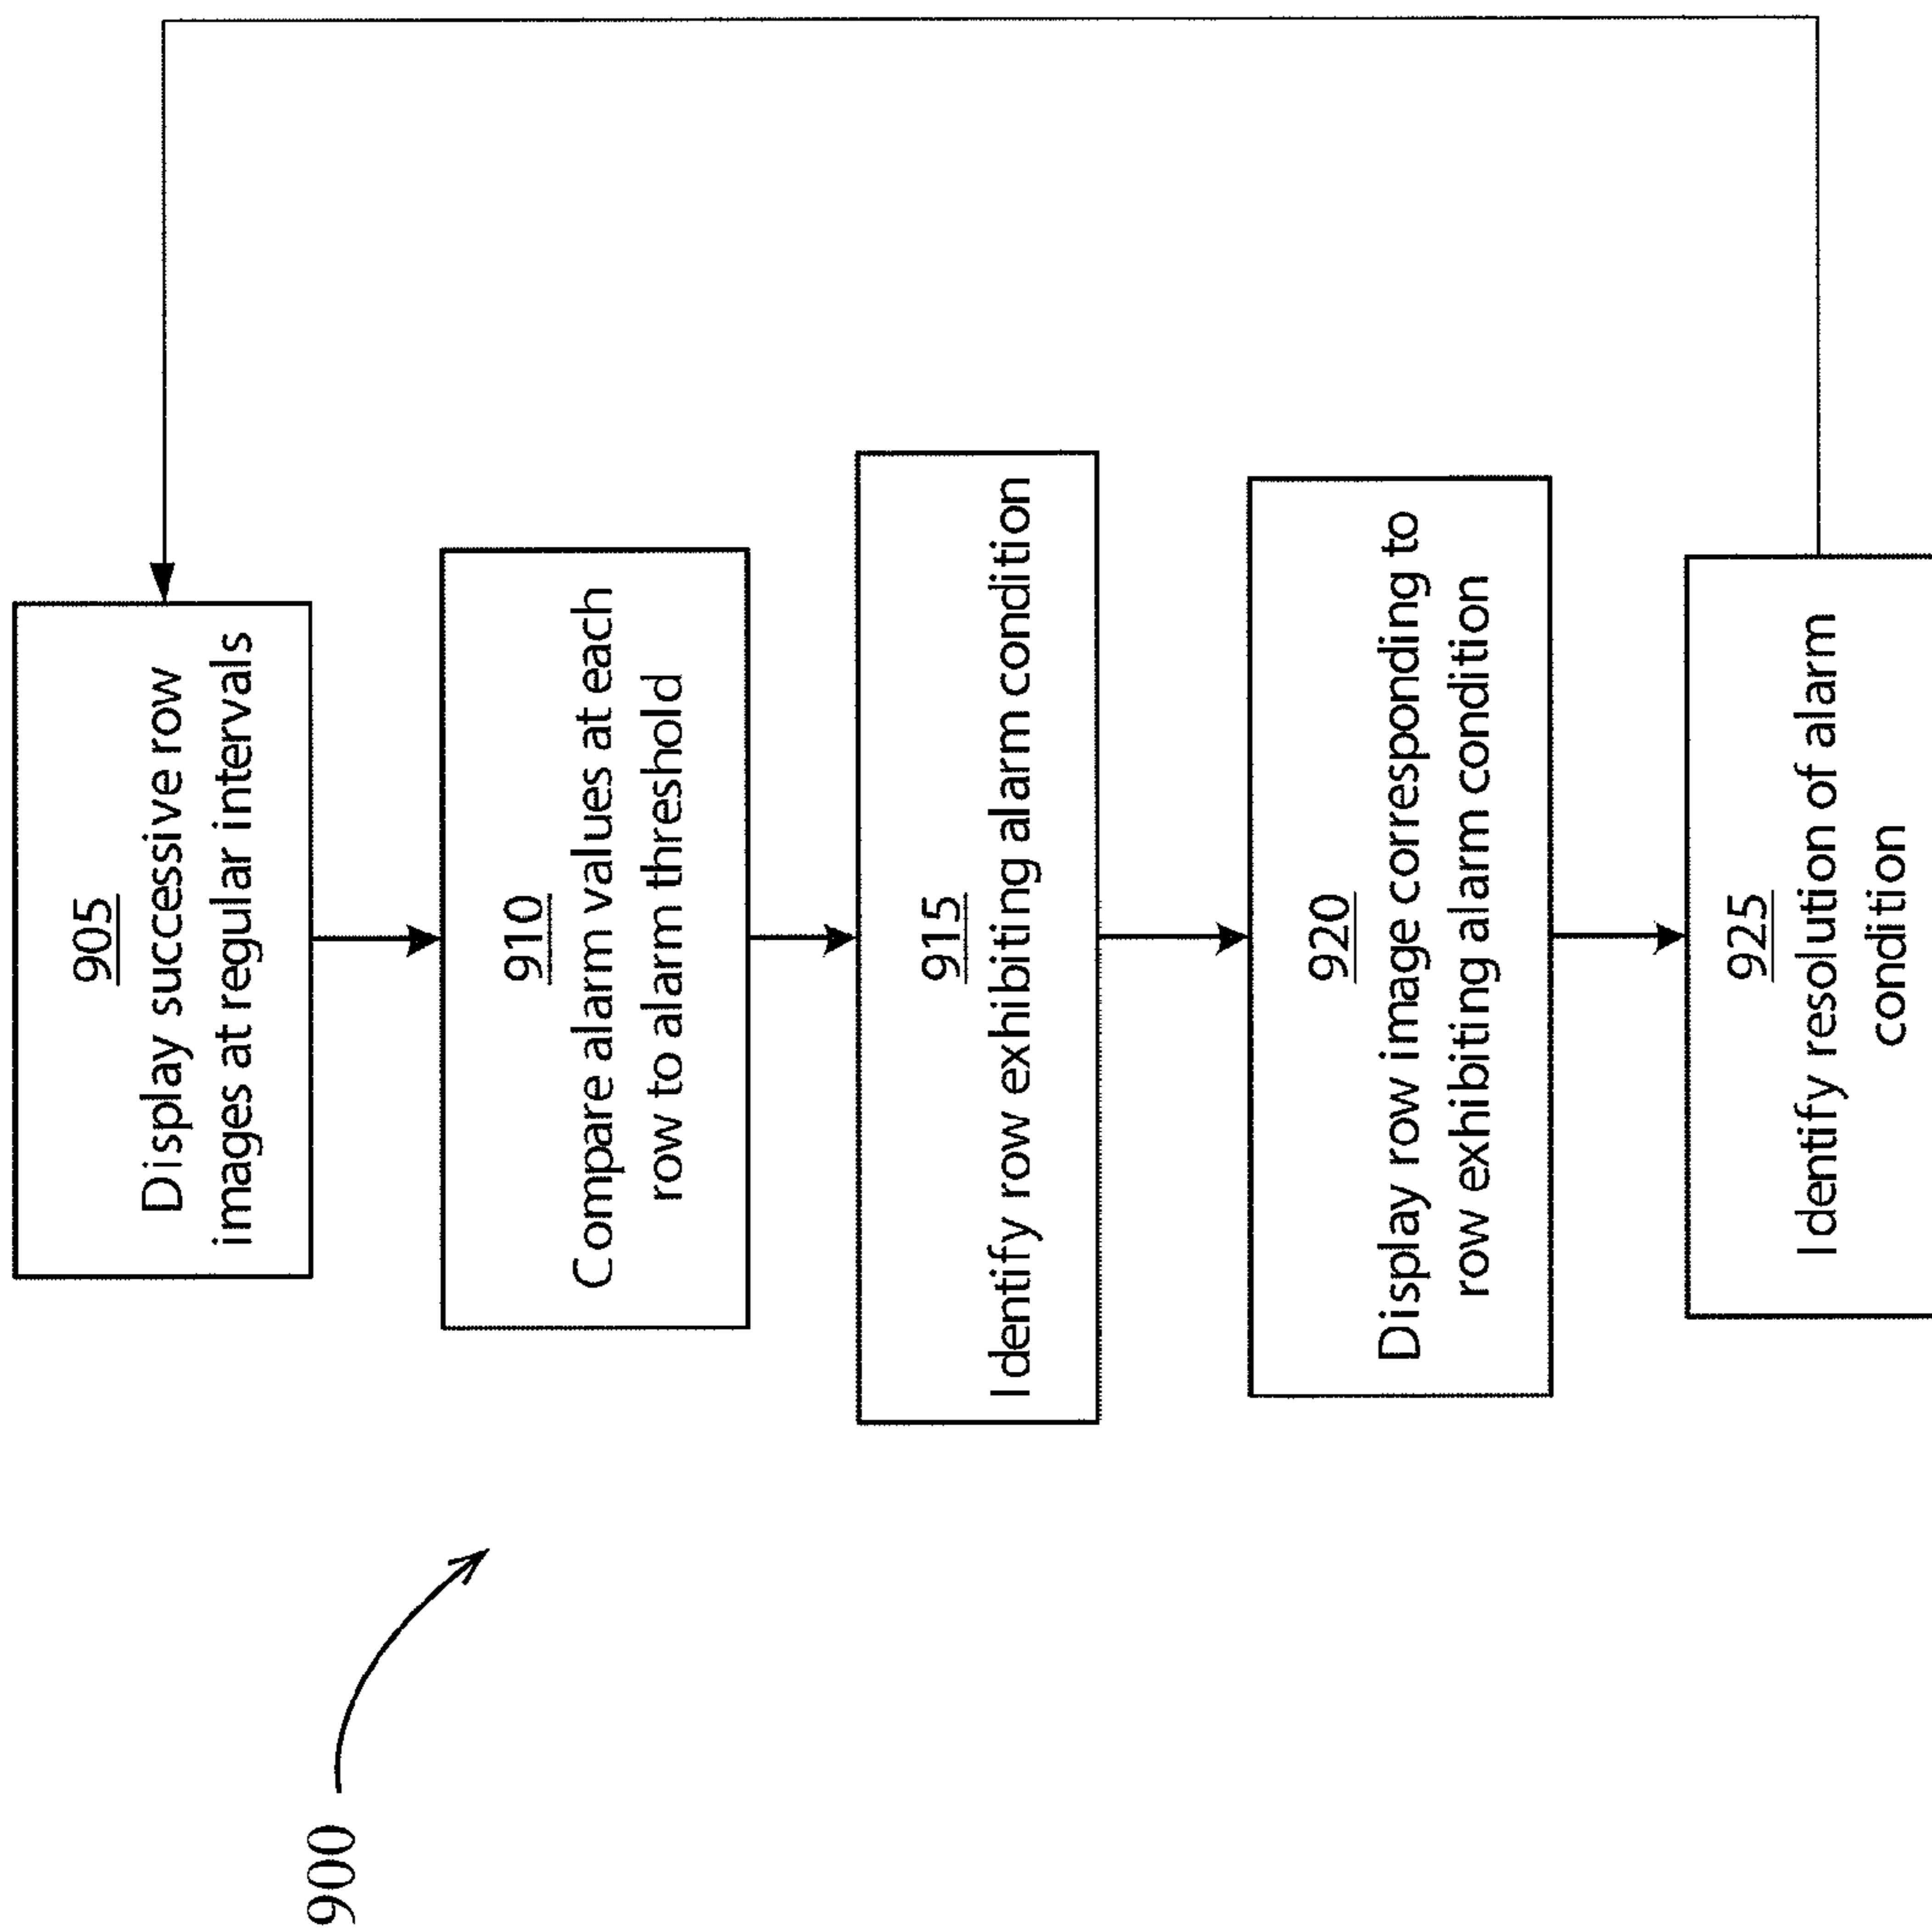 900
905
Display successive row
images at regular intervals
910
Compare alarm values at each
row to alarm threshold
915
Identify row exhibiting alarm condition
920
Display row image corresponding to
row exhibiting alarm condition
925
Identify resolution of alarm
condition